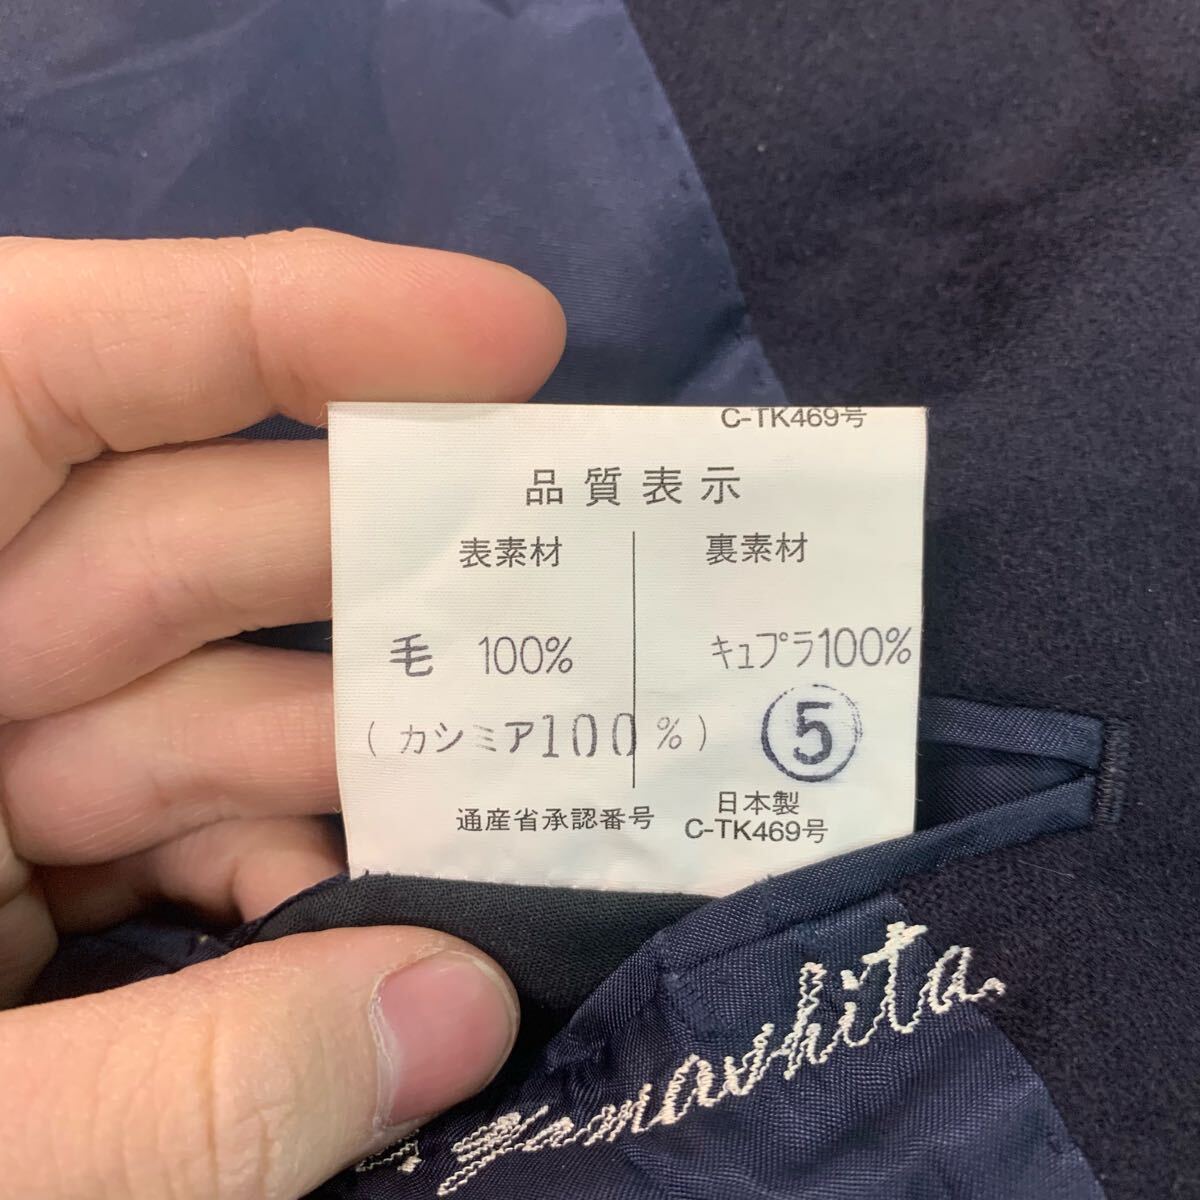 C-TK469号
品質表示
表素材 裏素材
毛 100% キュプラ100%
(カシミア100%) ⑤
日本製
通産省承認番号 C-TK469号
Yamashita.